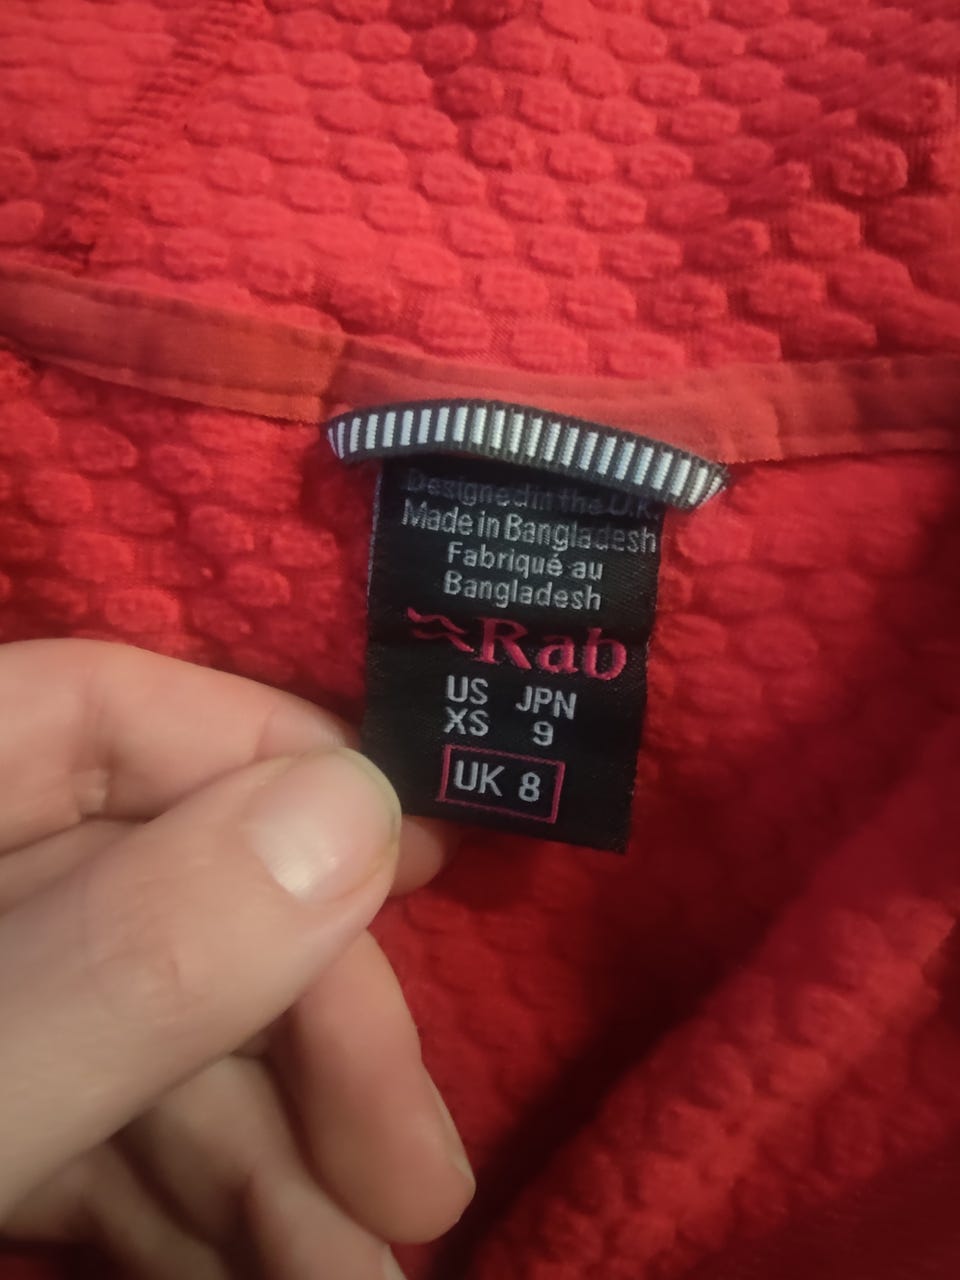 Designed in the U.K.
Made in Bangladesh
Fabriqué au
Bangladesh
Rab
US JPN
XS 9
UK 8